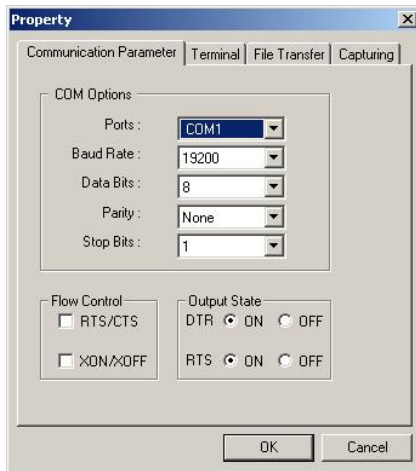 Property
Communication Parameter Terminal File Transfer Capturing
COM Options
Ports : COM1
Baud Rate : 19200
Data Bits : 8
Parity : None
Stop Bits : 1
Flow Control Output State
RTS/CTS DTR ON OFF
XON/XOFF RTS ON OFF
OK Cancel